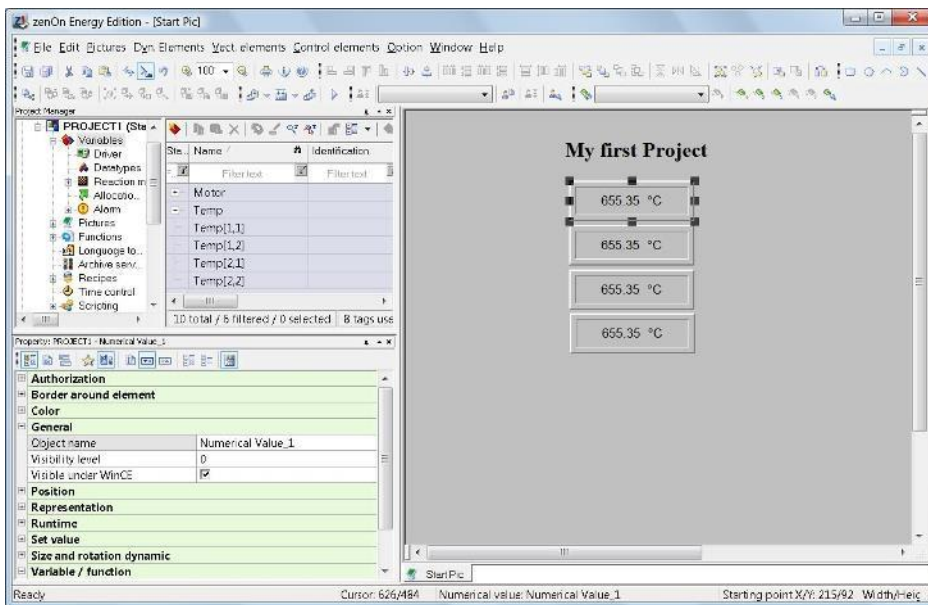 zenOn Energy Edition - [Start Pic]
File Edit Pictures Dyn. Elements Vect. elements Control elements Option Window Help
100
Project Manager
PROJECT1 (Sta
Variables
Driver
Datatypes
Reaction m
Allocatio..
Alarm
Pictures
Functions
Language to..
Archive serv..
Recipes
Time control
Scripting
Sta.. Name Identification
Filter text Filter text
Motor
Temp
Temp[1,1]
Temp[1,2]
Temp[2,1]
Temp[2,2]
10 total / 6 filtered / 0 selected 8 tags use
My first Project
655.35 °C
655.35 °C
655.35 °C
655.35 °C
Property: PROJECT1 - Numerical Value_1
Authorization
Border around element
Color
General
Object name Numerical Value_1
Visibility level 0
Visible under WinCE
Position
Representation
Runtime
Set value
Size and rotation dynamic
Variable / function
Start Pic
Ready Cursor: 626/484 Numerical value: Numerical Value_1 Starting point X/Y: 215/92 Width/Heig